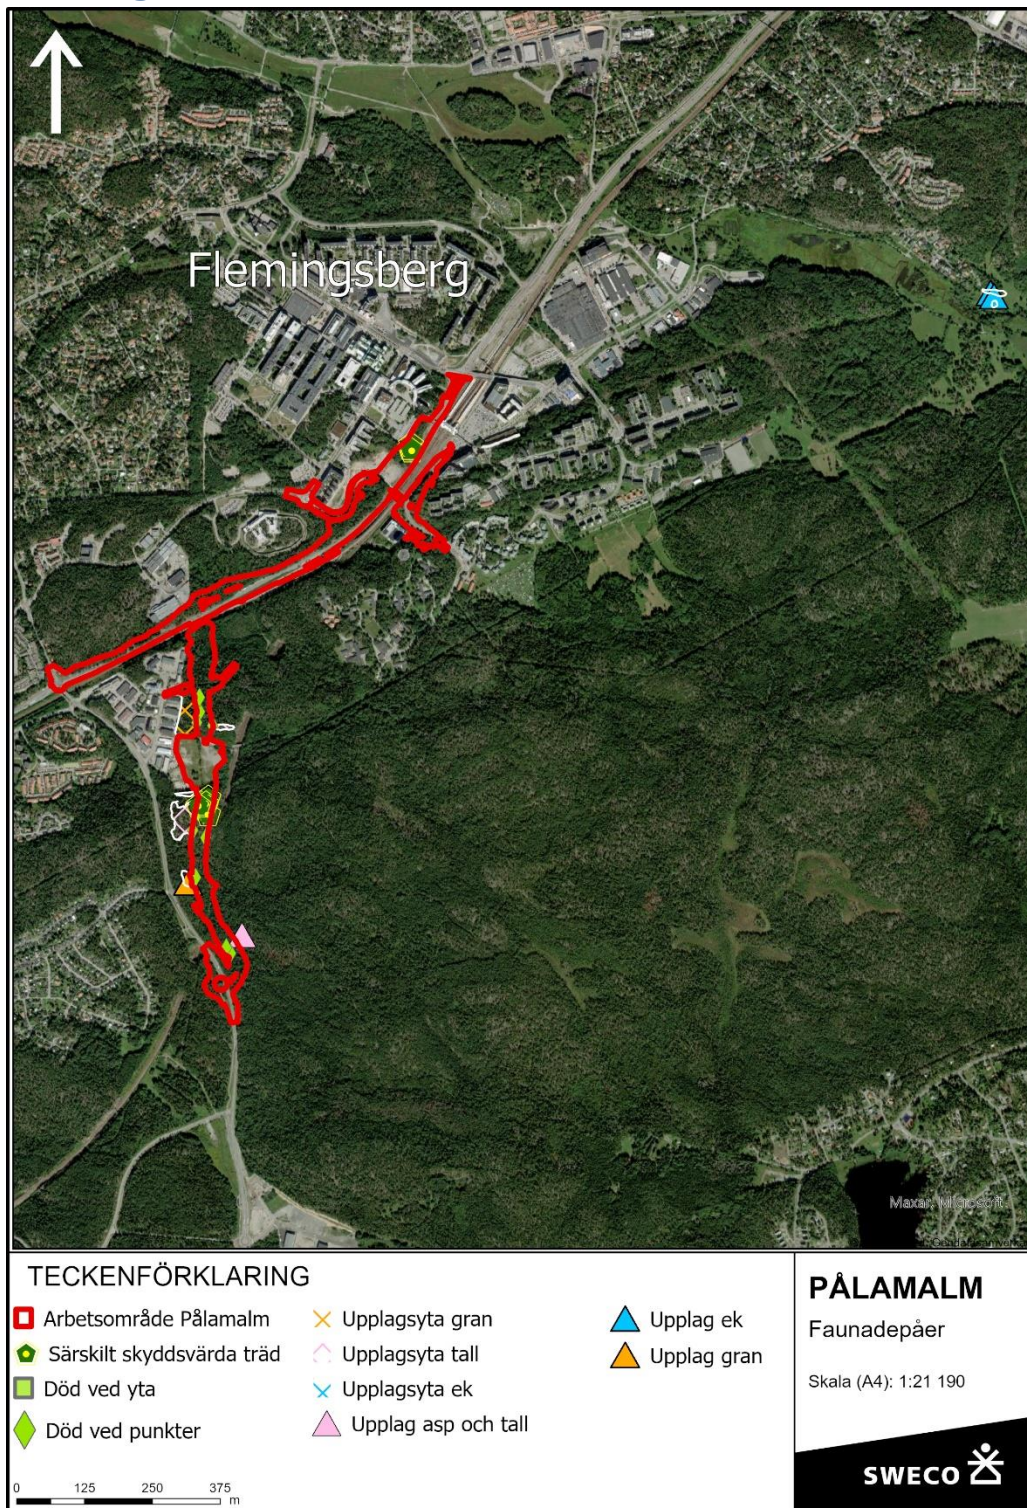 Flemingsberg
Maxar, Microsoft
TECKENFÖRKLARING
Arbetsområde Pålamalm
Särskilt skyddsvärda träd
Död ved yta
Död ved punkter
Upplagsyta gran
Upplagsyta tall
Upplagsyta ek
Upplag asp och tall
Upplag ek
Upplag gran
0 125 250 375
m
PÅLAMALM
Faunadepåer
Skala (A4): 1:21 190
SWECO